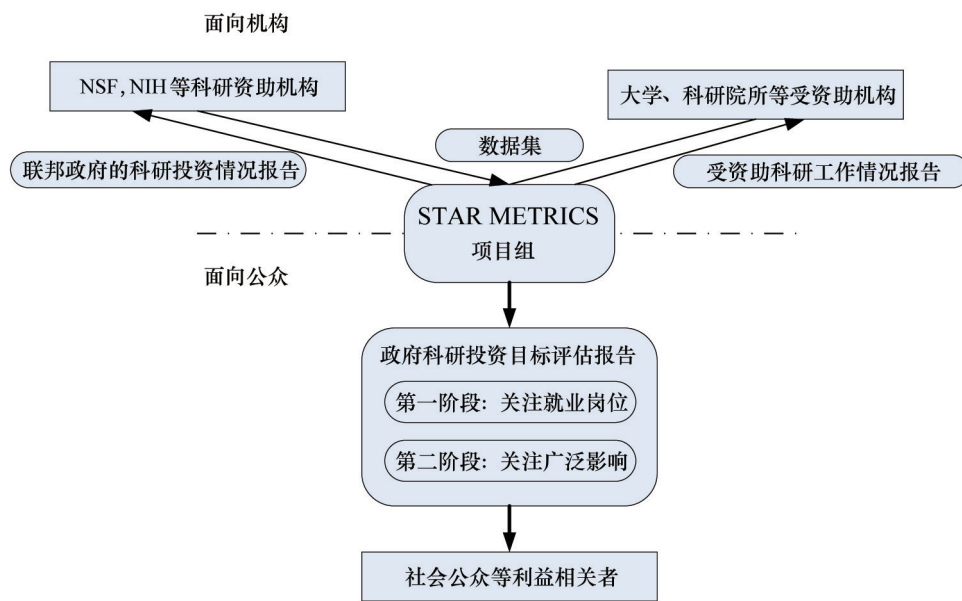 面向机构
NSF,NIH等科研资助机构
大学、科研院所等受资助机构
数据集
联邦政府的科研投资情况报告
受资助科研工作情况报告
STAR METRICS
项目组
面向公众
政府科研投资目标评估报告
第一阶段：关注就业岗位
第二阶段：关注广泛影响
社会公众等利益相关者